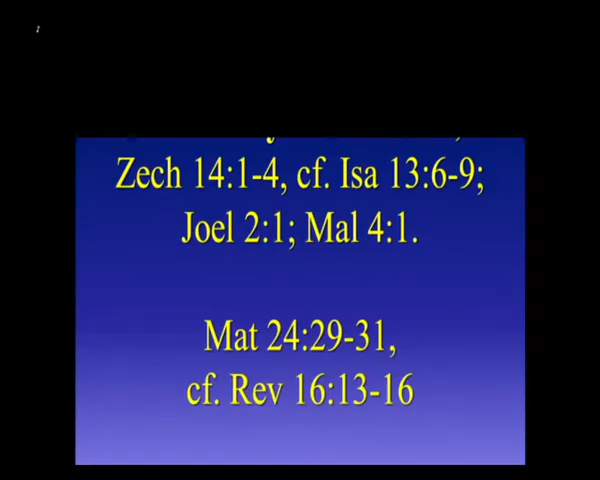 Zech 14:1-4, cf. Isa 13:6-9;
Joel 2:1; Mal 4:1.
Mat 24:29-31,
cf. Rev 16:13-16